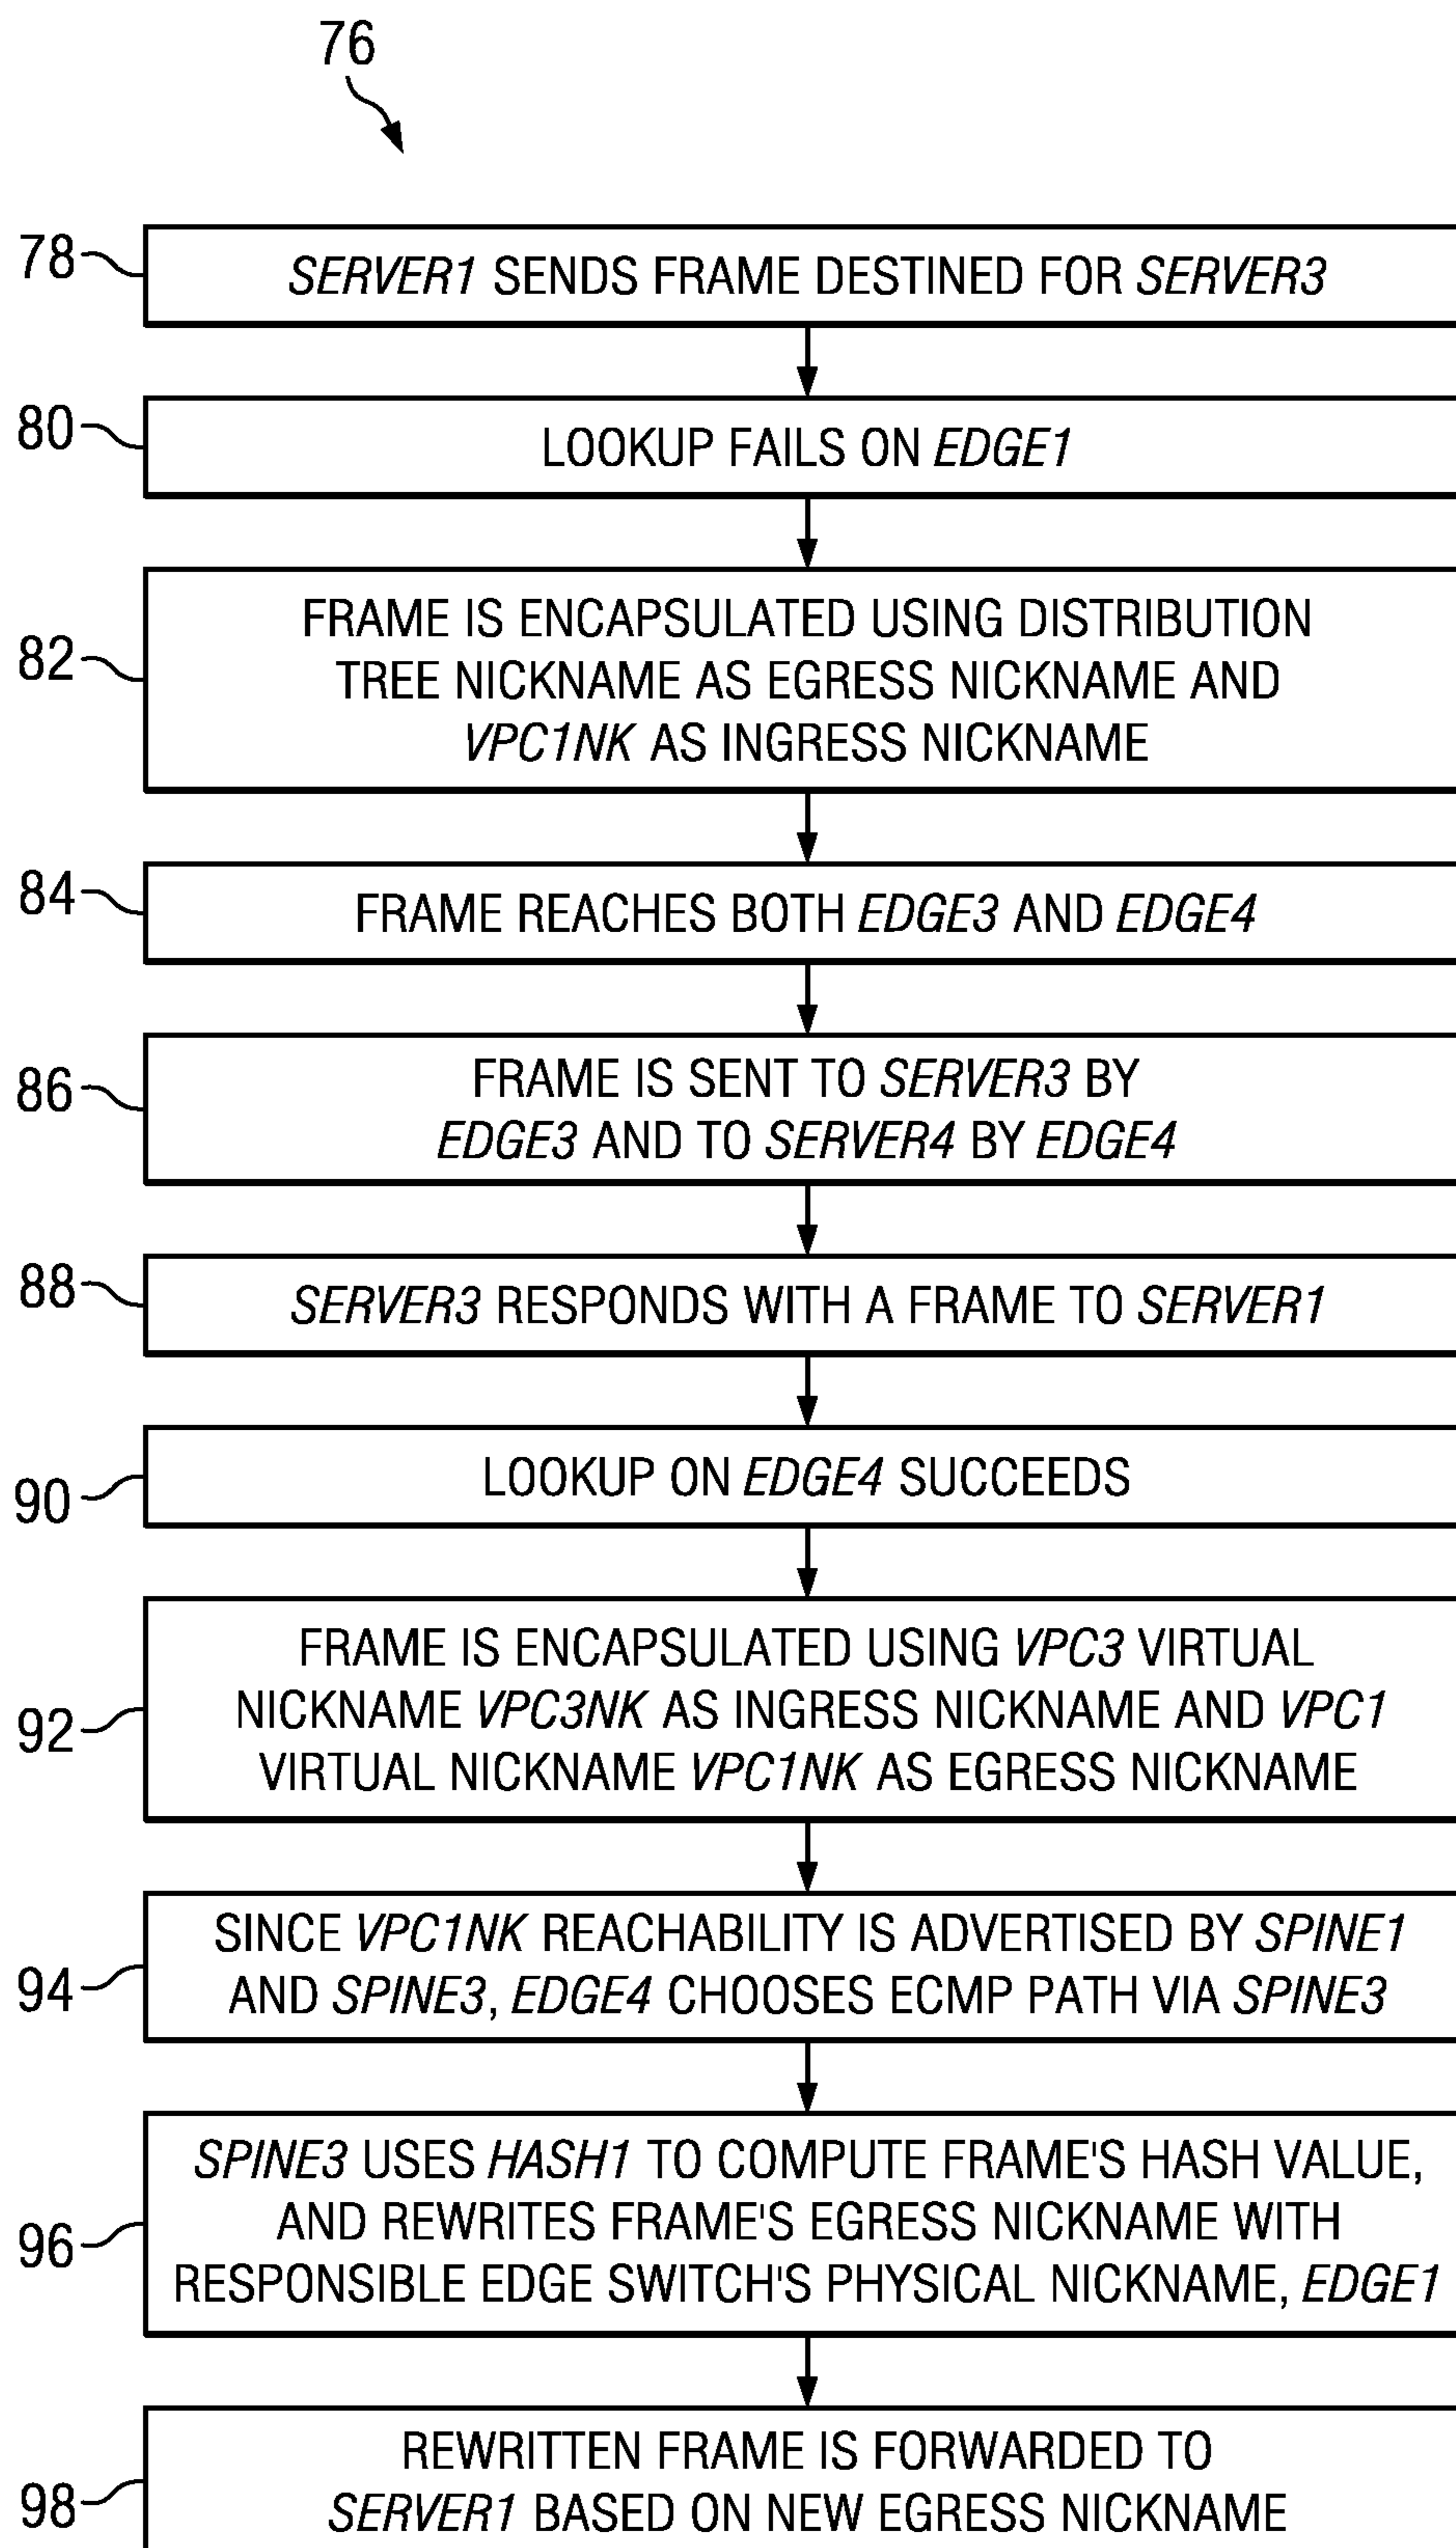 76
78
SERVER1 SENDS FRAME DESTINED FOR SERVER3
80
LOOKUP FAILS ON EDGE1
82
FRAME IS ENCAPSULATED USING DISTRIBUTION
TREE NICKNAME AS EGRESS NICKNAME AND
VPC1NK AS INGRESS NICKNAME
84
FRAME REACHES BOTH EDGE3 AND EDGE4
86
FRAME IS SENT TO SERVER3 BY
EDGE3 AND TO SERVER4 BY EDGE4
88
SERVER3 RESPONDS WITH A FRAME TO SERVER1
90
LOOKUP ON EDGE4 SUCCEEDS
92
FRAME IS ENCAPSULATED USING VPC3 VIRTUAL
NICKNAME VPC3NK AS INGRESS NICKNAME AND VPC1
VIRTUAL NICKNAME VPC1NK AS EGRESS NICKNAME
94
SINCE VPC1NK REACHABILITY IS ADVERTISED BY SPINE1
AND SPINE3, EDGE4 CHOOSES ECMP PATH VIA SPINE3
96
SPINE3 USES HASH1 TO COMPUTE FRAME'S HASH VALUE,
AND REWRITES FRAME'S EGRESS NICKNAME WITH
RESPONSIBLE EDGE SWITCH'S PHYSICAL NICKNAME, EDGE1
98
REWRITTEN FRAME IS FORWARDED TO
SERVER1 BASED ON NEW EGRESS NICKNAME